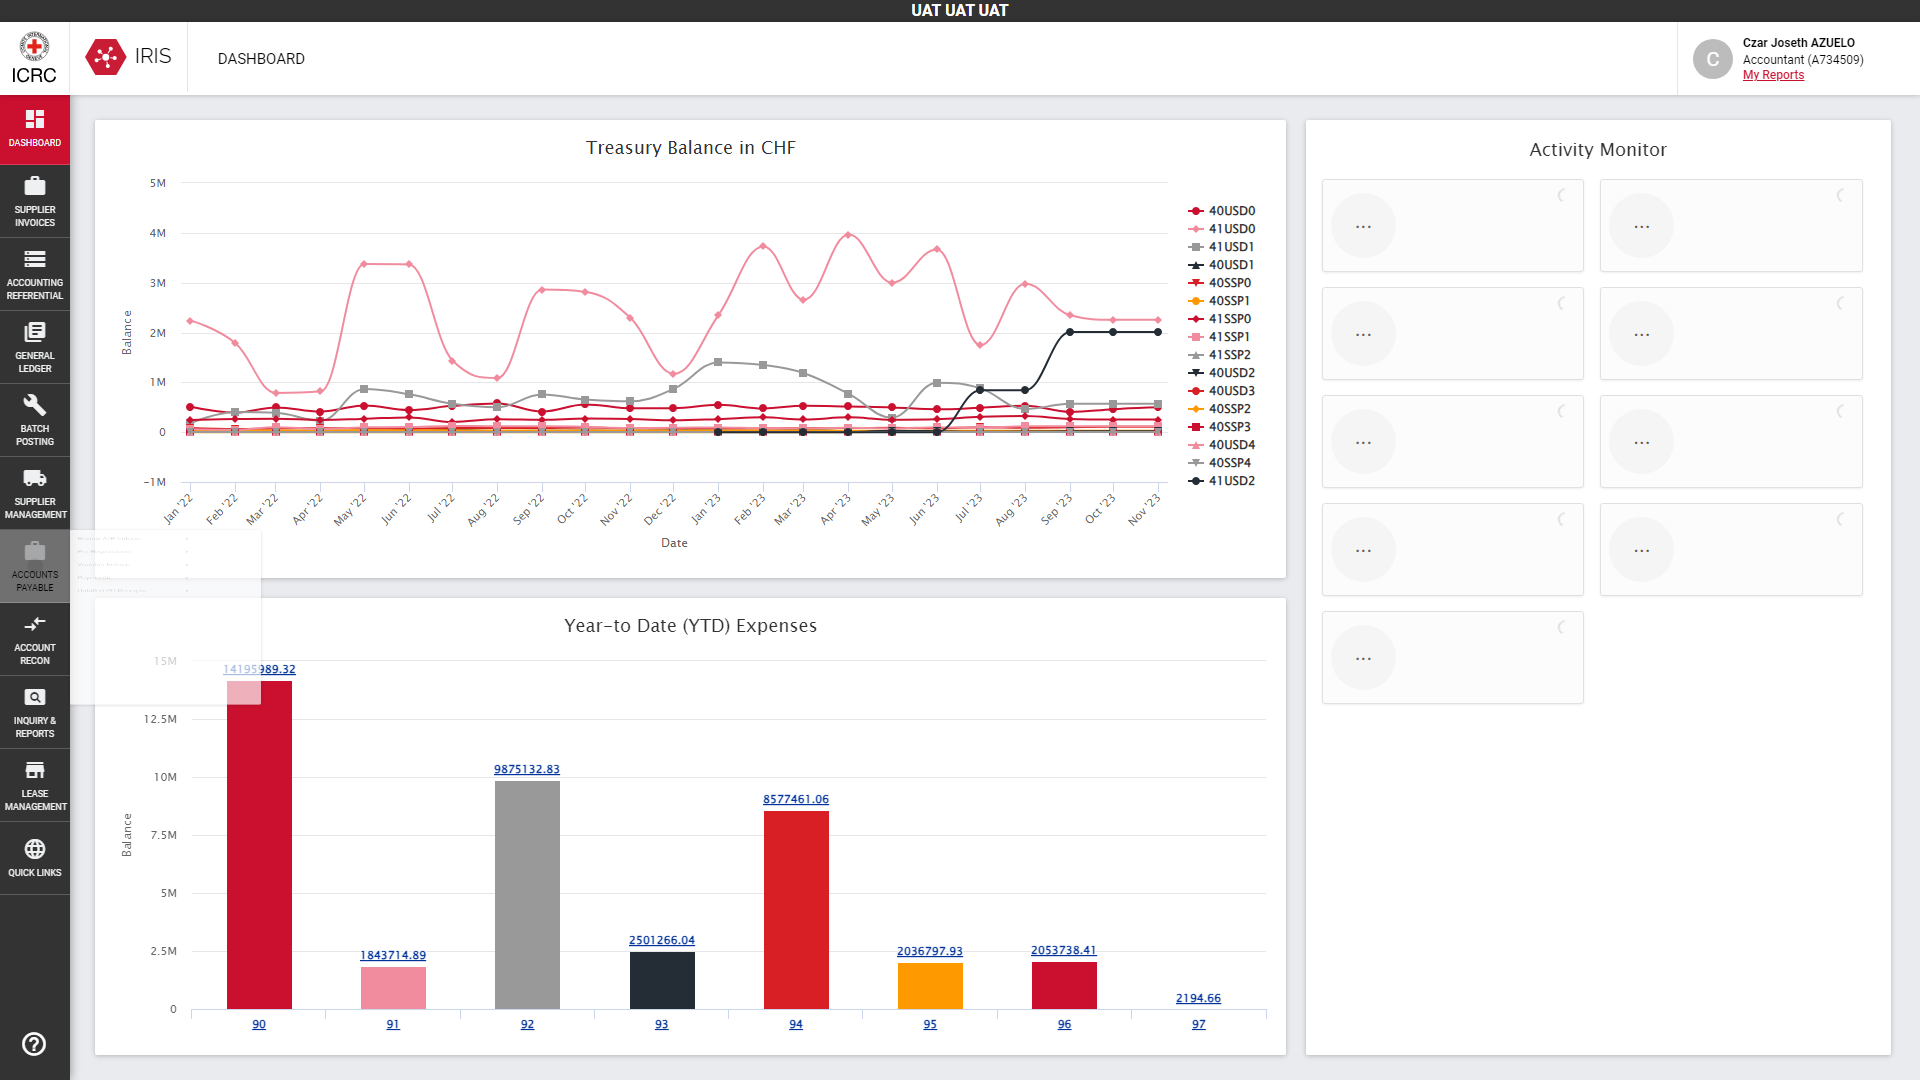 UAT UAT UAT
COMITE INTERNATIONAL GENEVE
ICRC
IRIS
DASHBOARD
C
Czar Joseth AZUELO
Accountant (A734509)
My Reports
DASHBOARD
SUPPLIER
INVOICES
ACCOUNTING
REFERENTIAL
GENERAL
LEDGER
BATCH
POSTING
SUPPLIER
MANAGEMENT
ACCOUNTS
PAYABLE
ACCOUNT
RECON
INQUIRY &
REPORTS
LEASE
MANAGEMENT
QUICK LINKS
Treasury Balance in CHF
Balance
5M
4M
3M
2M
1M
0
-1M
Jan '22
Feb '22
Mar '22
Apr '22
May '22
Jun '22
Jul '22
Aug '22
Sep '22
Oct '22
Nov '22
Dec '22
Jan '23
Feb '23
Mar '23
Apr '23
May '23
Jun '23
Jul '23
Aug '23
Sep '23
Oct '23
Nov '23
Date
40USD0
41USD0
41USD1
40USD1
40SSP0
40SSP1
41SSP0
41SSP1
41SSP2
40USD2
40USD3
40SSP2
40SSP3
40USD4
40SSP4
41USD2
Year-to Date (YTD) Expenses
Balance
15M
12.5M
10M
7.5M
5M
2.5M
0
14195989.32
1843714.89
9875132.83
2501266.04
8577461.06
2036797.93
2053738.41
2194.66
90
91
92
93
94
95
96
97
Activity Monitor
...
...
...
...
...
...
...
...
...